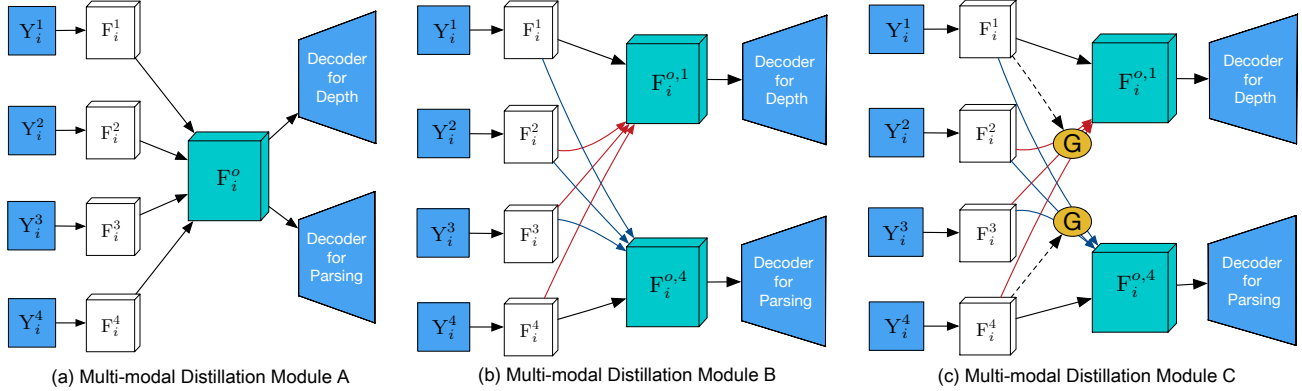 Y_i^1 F_i^1
Y_i^2 F_i^2
Y_i^3 F_i^3
Y_i^4 F_i^4
F_i^o
Decoder
for
Depth
Decoder
for
Parsing
(a) Multi-modal Distillation Module A
Y_i^1 F_i^1
Y_i^2 F_i^2
Y_i^3 F_i^3
Y_i^4 F_i^4
F_i^{o,1}
F_i^{o,4}
Decoder
for
Depth
Decoder
for
Parsing
(b) Multi-modal Distillation Module B
Y_i^1 F_i^1
Y_i^2 F_i^2
Y_i^3 F_i^3
Y_i^4 F_i^4
G
G
F_i^{o,1}
F_i^{o,4}
Decoder
for
Depth
Decoder
for
Parsing
(c) Multi-modal Distillation Module C